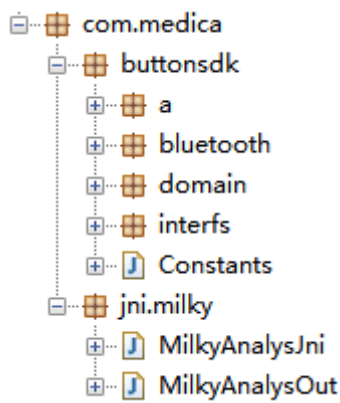 com.medica
buttonsdk
a
bluetooth
domain
interfs
Constants
jni.milky
MilkyAnalysJni
MilkyAnalysOut